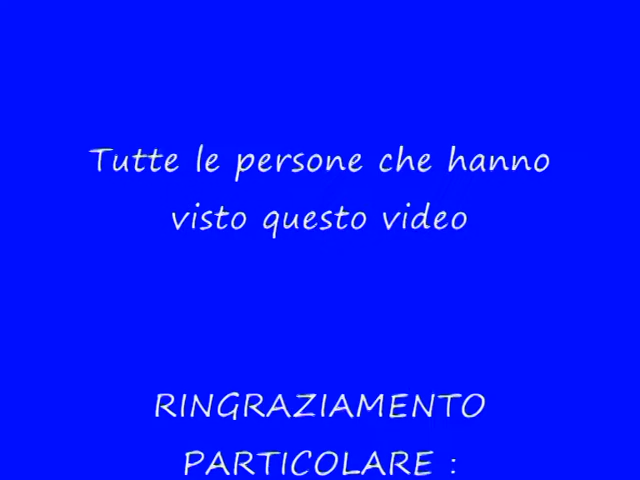 Tutte le persone che hanno
visto questo video
RINGRAZIAMENTO
PARTICOLARE :